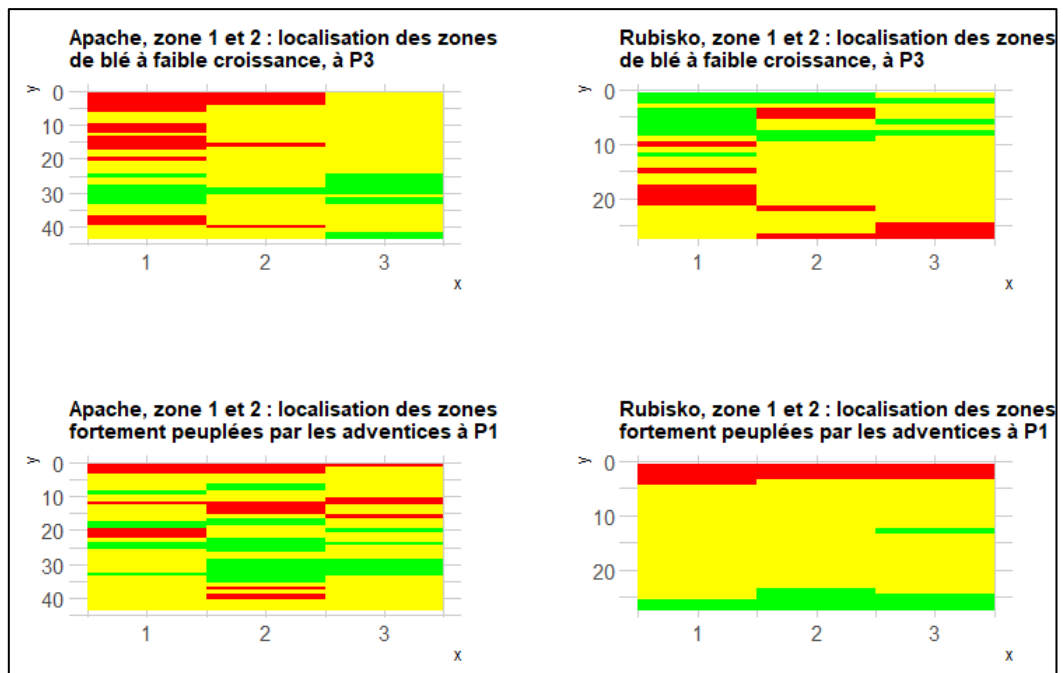 Apache, zone 1 et 2 : localisation des zones
de blé à faible croissance, à P3
y
0
10
20
30
40
1 2 3
x
Rubisko, zone 1 et 2 : localisation des zones
de blé à faible croissance, à P3
y
0
10
20
1 2 3
x
Apache, zone 1 et 2 : localisation des zones
fortement peuplées par les adventices à P1
y
0
10
20
30
40
1 2 3
x
Rubisko, zone 1 et 2 : localisation des zones
fortement peuplées par les adventices à P1
y
0
10
20
1 2 3
x